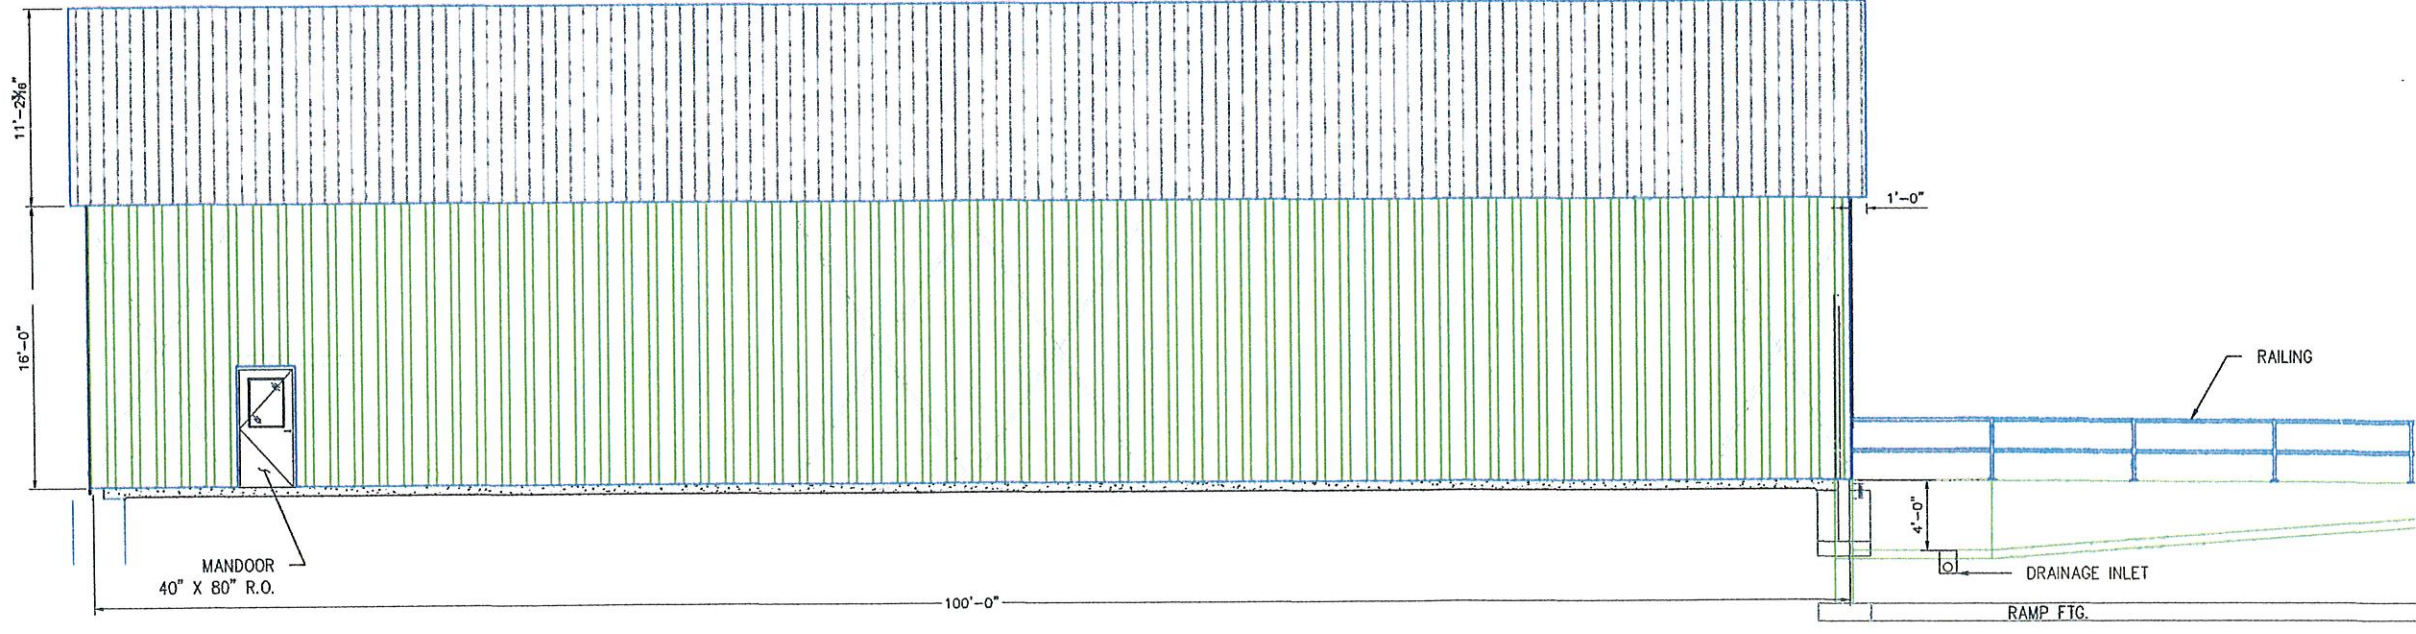 11'-2 3/16"
1'-0"
16'-0"
RAILING
4'-0"
MANDOOR
40" X 80" R.O.
DRAINAGE INLET
100'-0"
RAMP FTG.